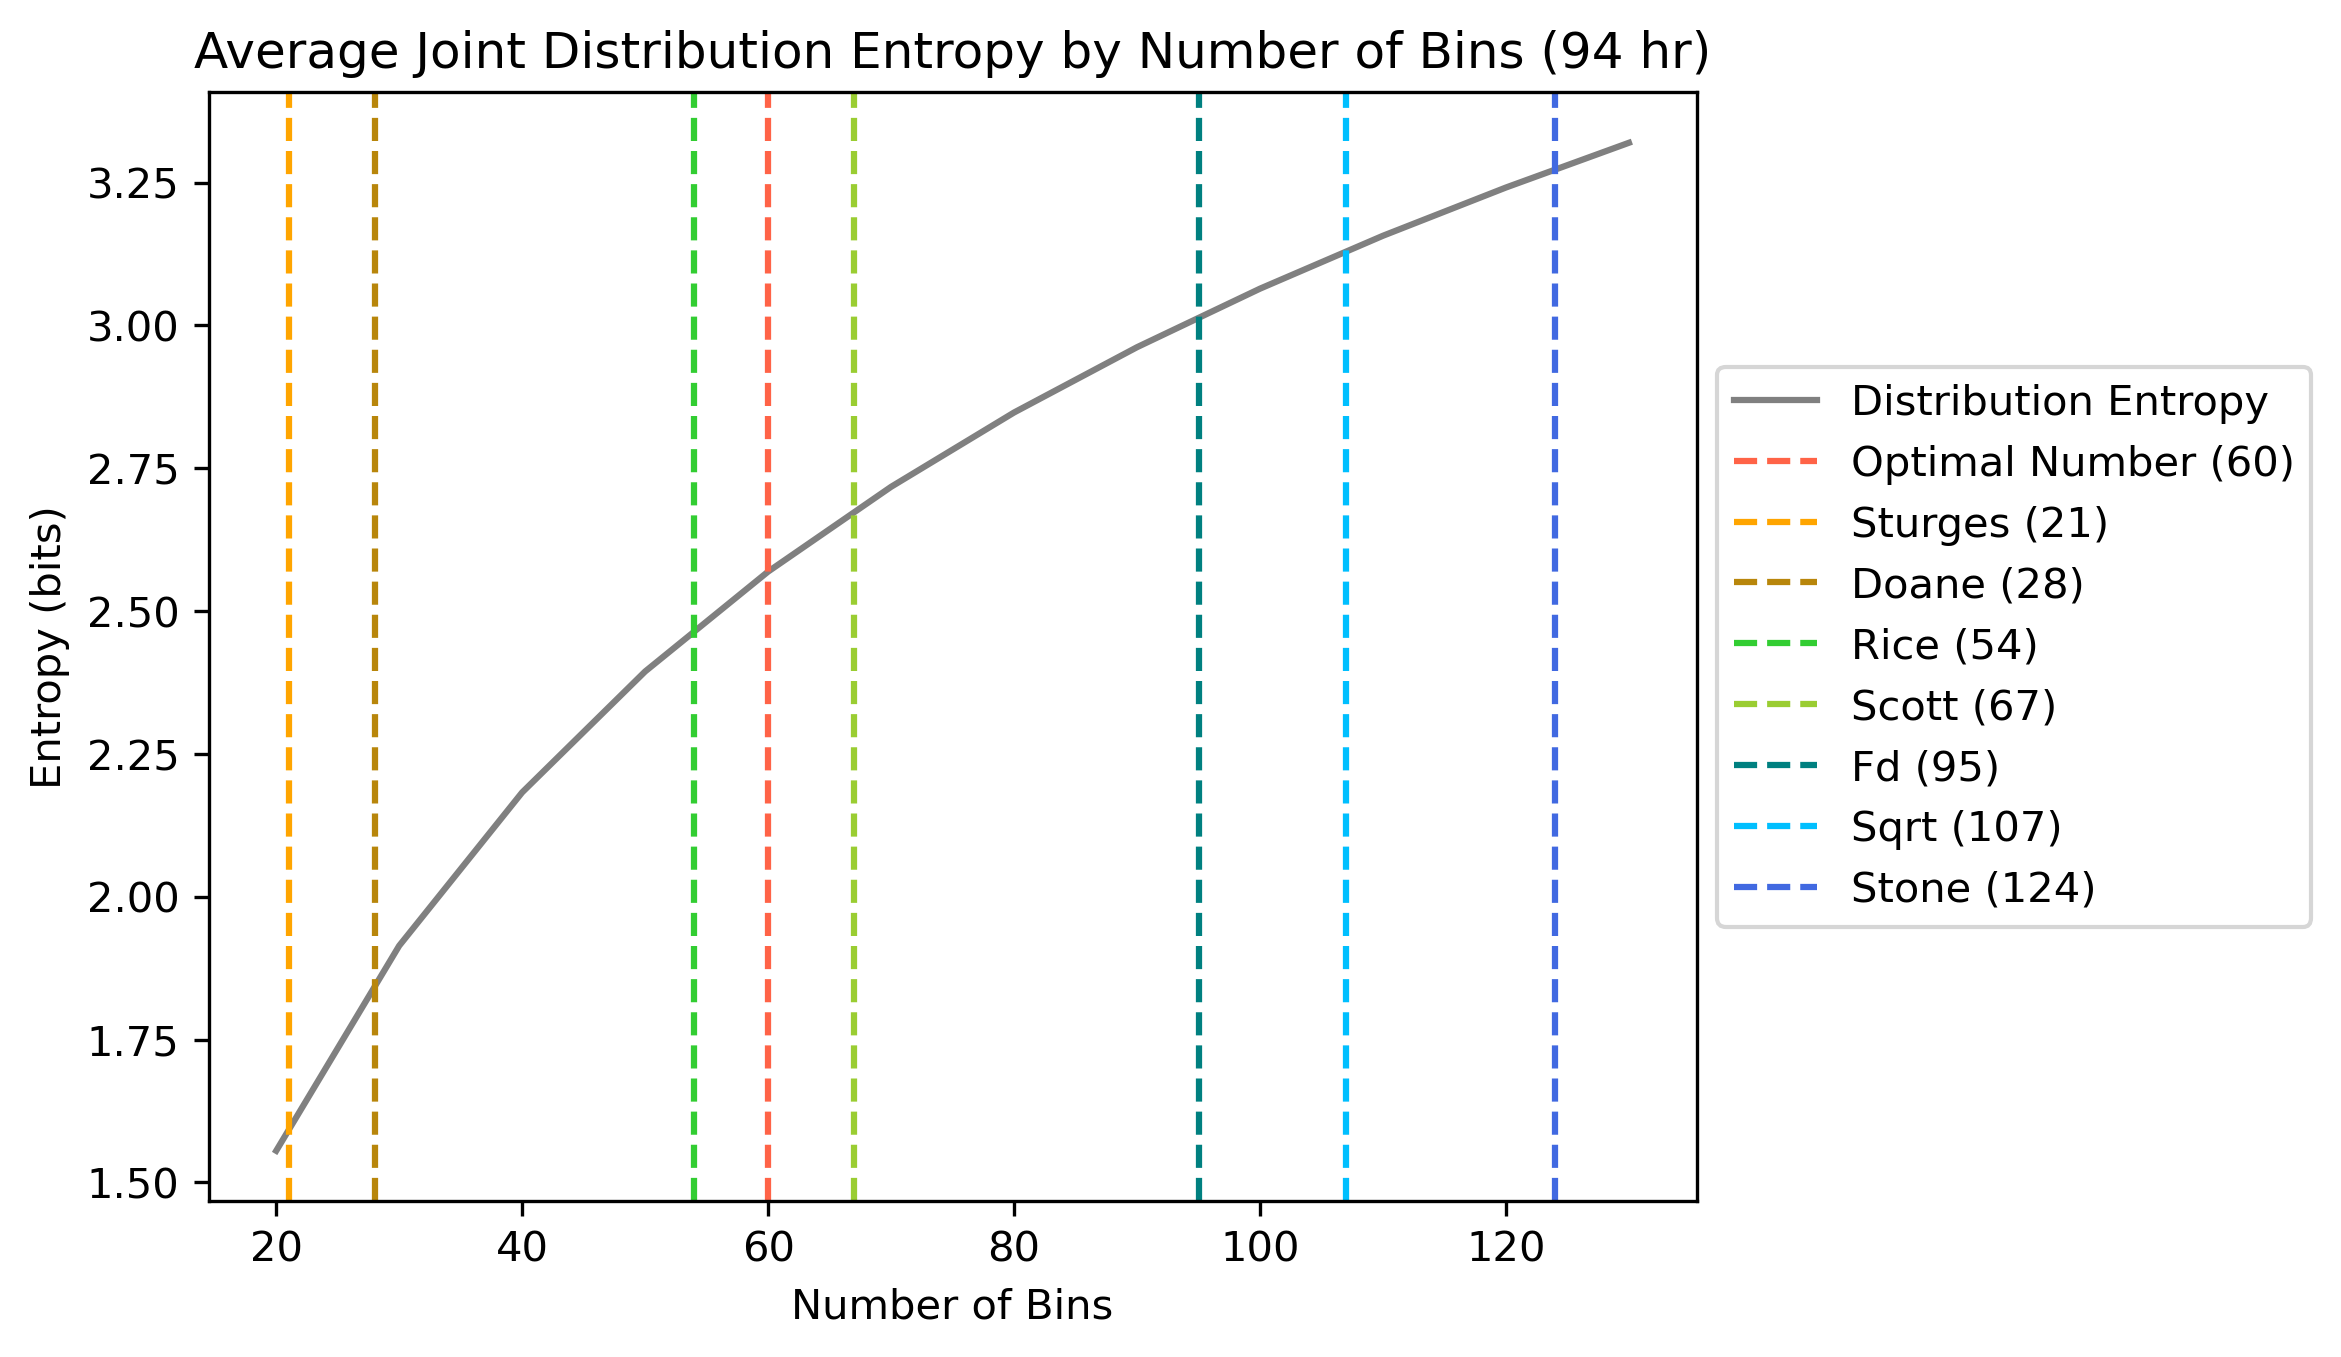 Average Joint Distribution Entropy by Number of Bins (94 hr)
Entropy (bits)
3.25
3.00
2.75
2.50
2.25
2.00
1.75
1.50
20 40 60 80 100 120
Number of Bins
Distribution Entropy
Optimal Number (60)
Sturges (21)
Doane (28)
Rice (54)
Scott (67)
Fd (95)
Sqrt (107)
Stone (124)